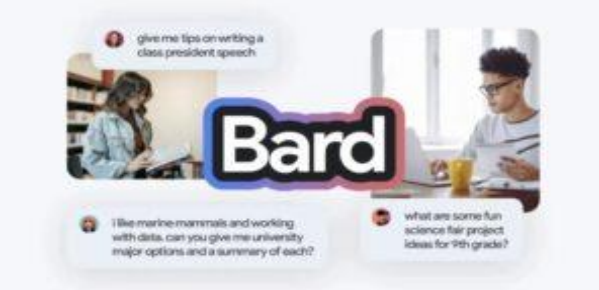 give me tips on writing a
class president speech
Bard
i like marine mammals and working
with data. can you give me university
major options and a summary of each?
what are some fun
science fair project
ideas for 9th grade?